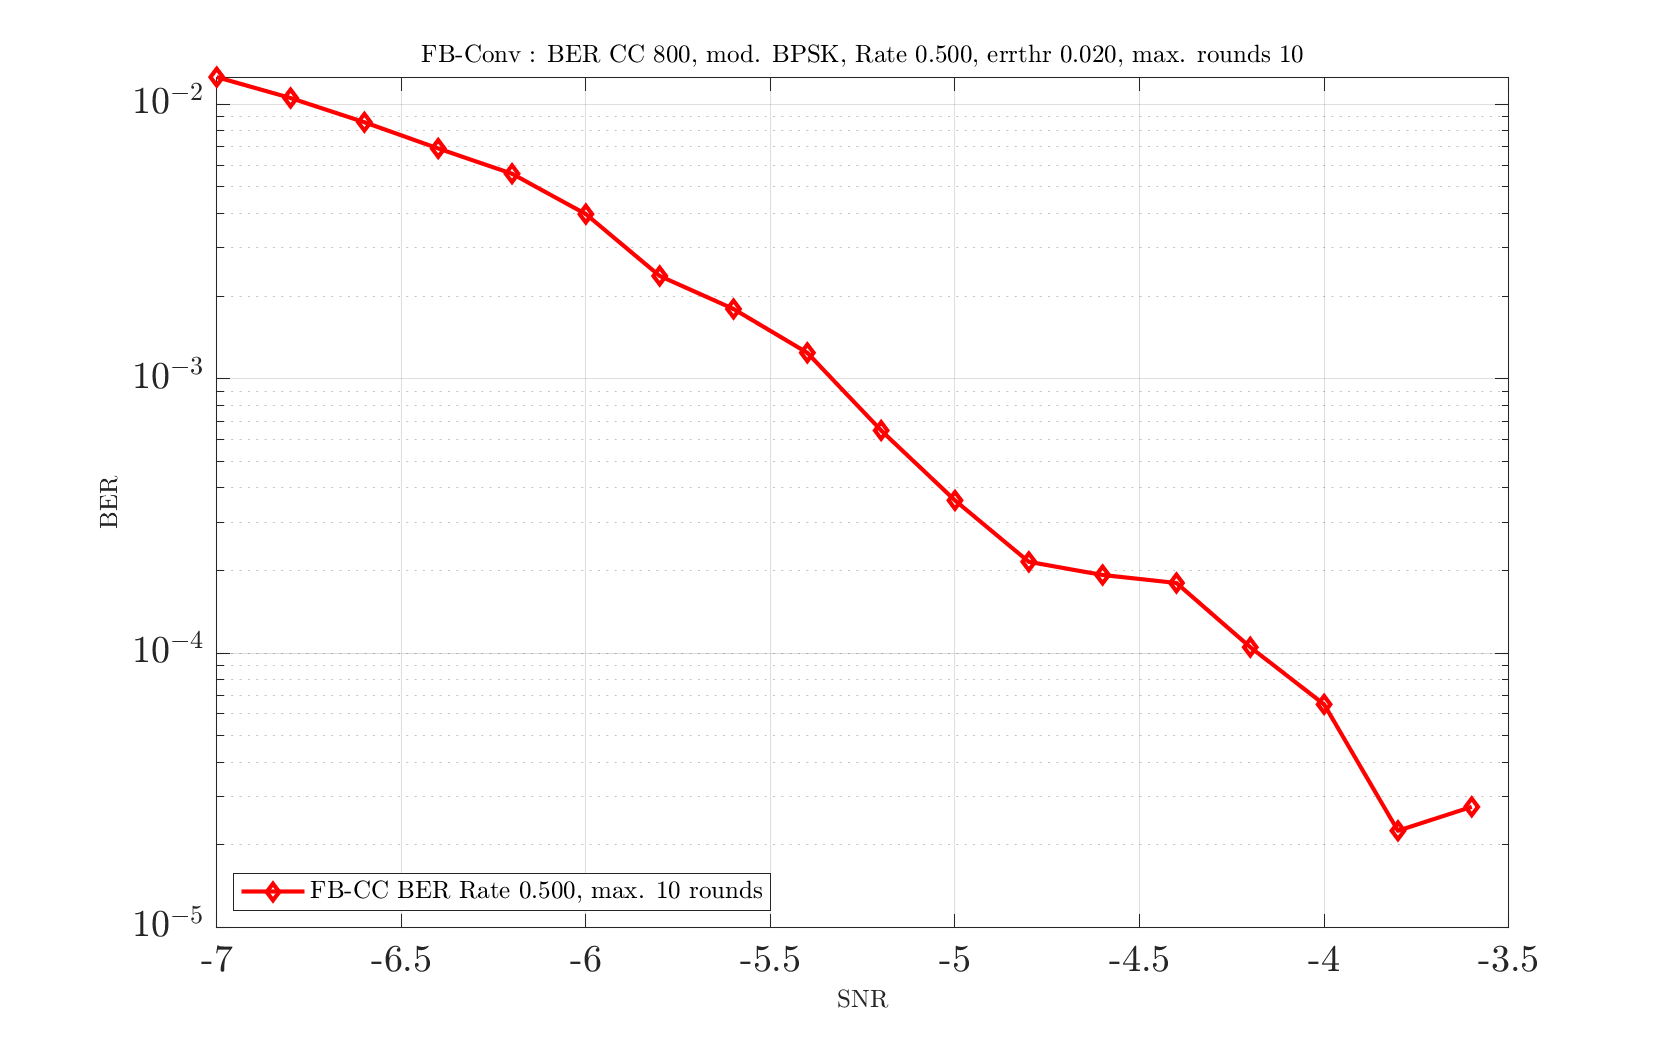 FB-Conv : BER CC 800, mod. BPSK, Rate 0.500, errthr 0.020, max. rounds 10
10^{-2}
10^{-3}
10^{-4}
10^{-5}
BER
FB-CC BER Rate 0.500, max. 10 rounds
-7 -6.5 -6 -5.5 -5 -4.5 -4 -3.5
SNR